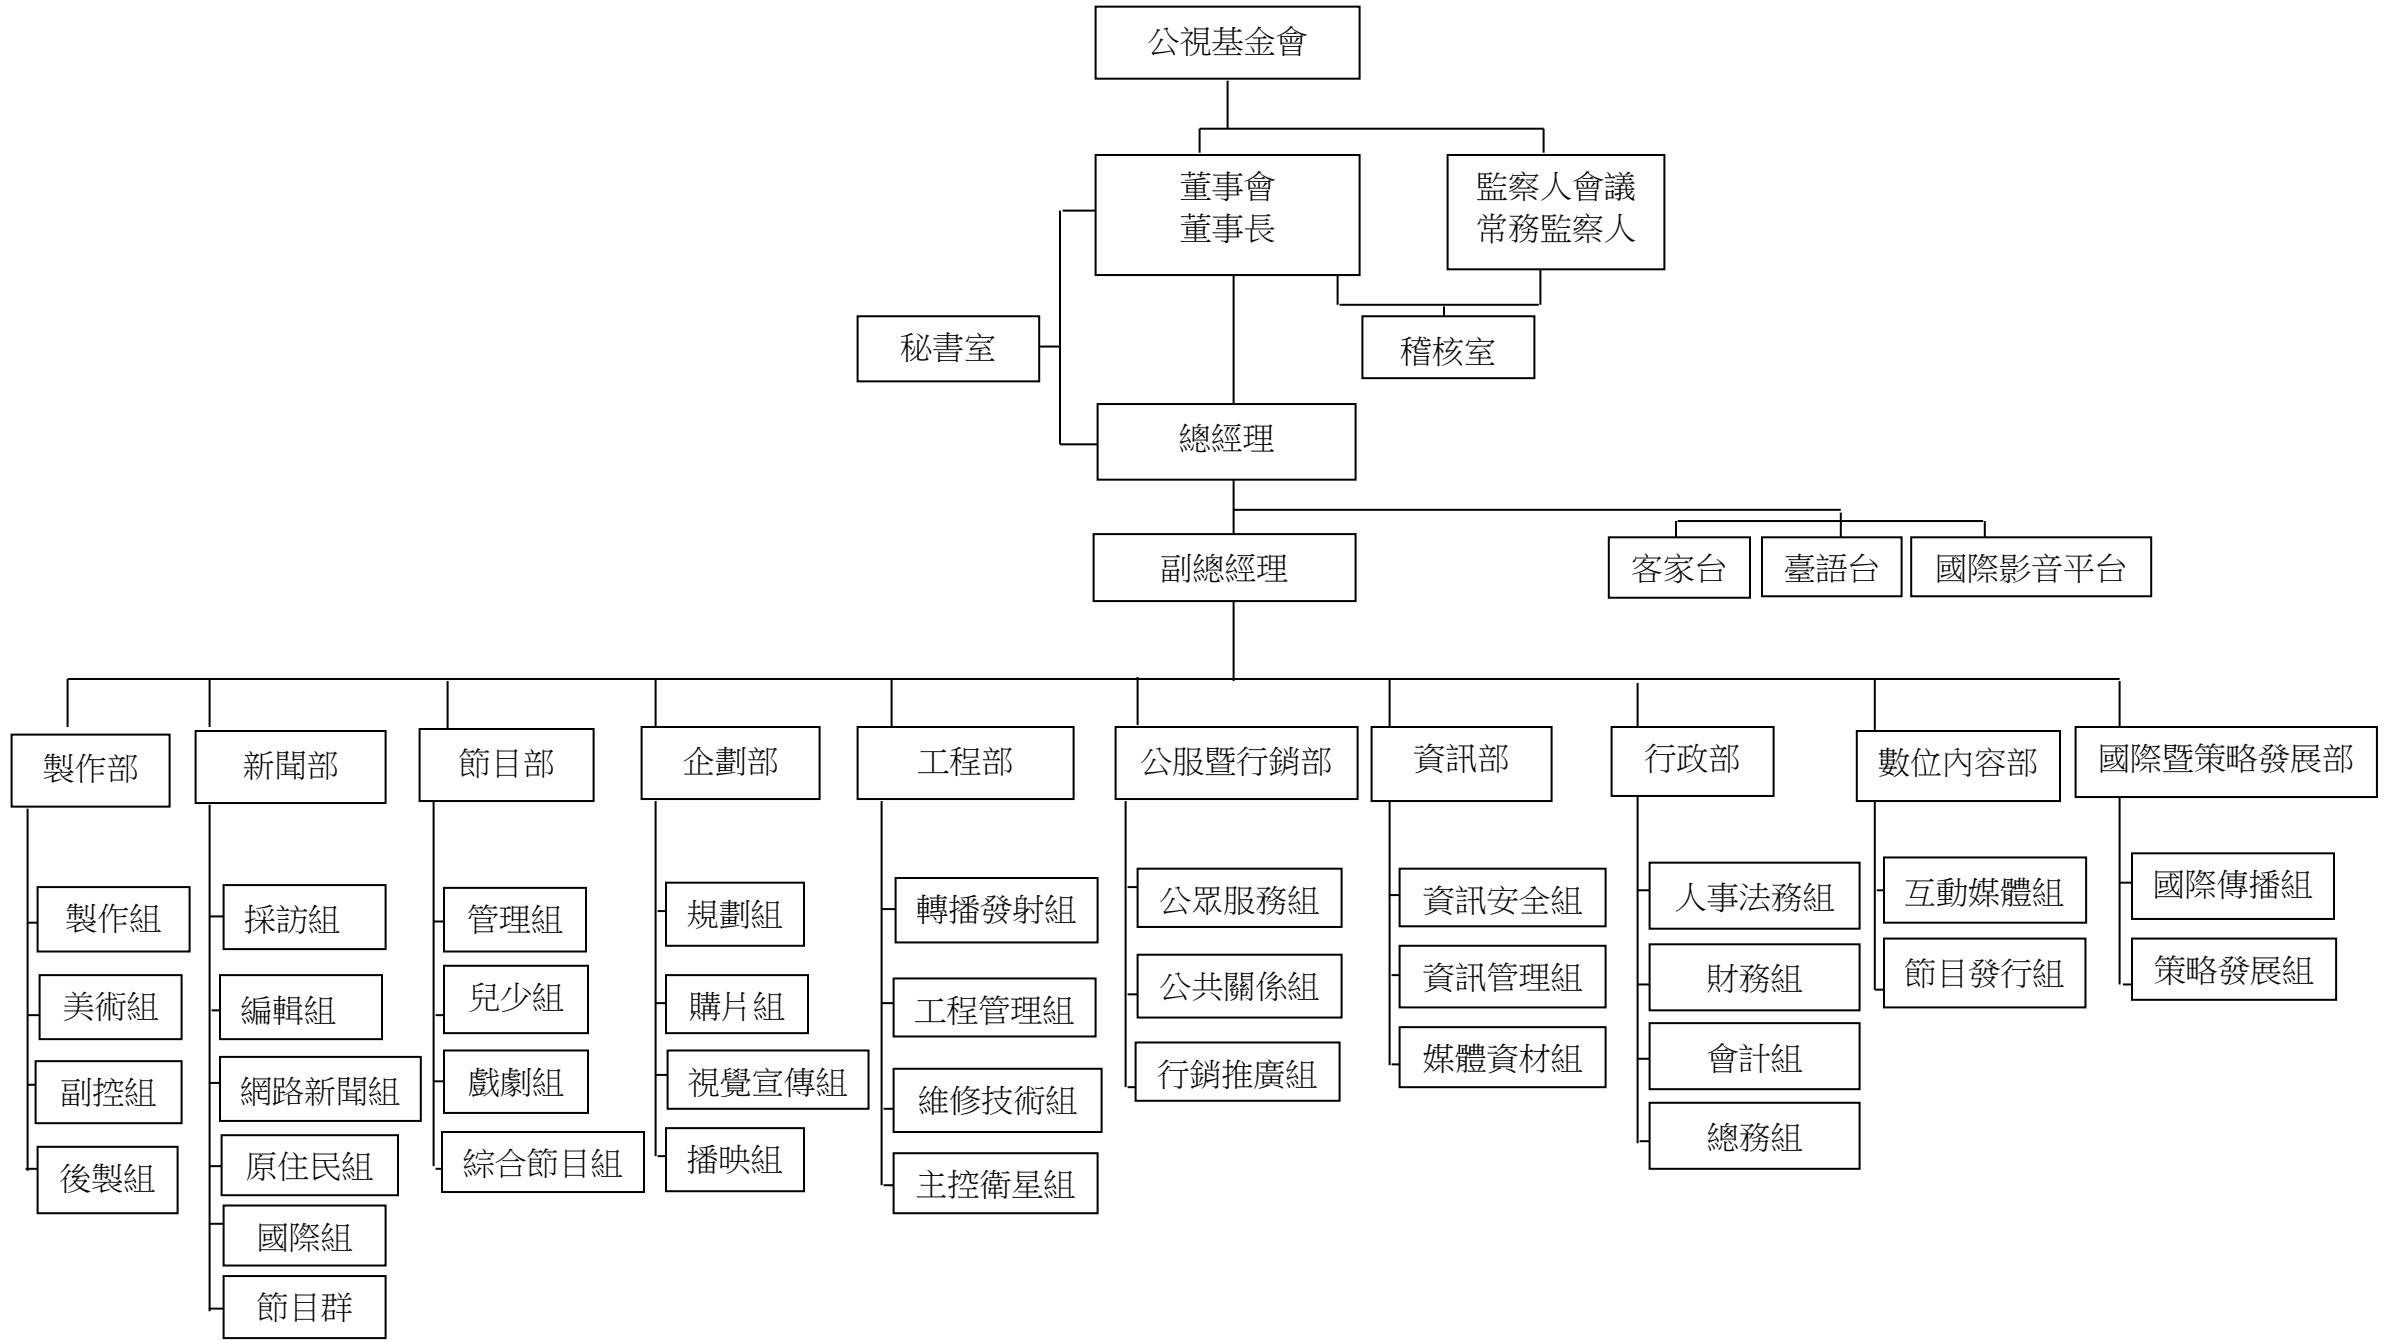 公視基金會
董事會
董事長
監察人會議
常務監察人
秘書室
稽核室
總經理
副總經理
客家台
臺語台
國際影音平台
製作部
新聞部
節目部
企劃部
工程部
公服暨行銷部
資訊部
行政部
數位內容部
國際暨策略發展部
製作組
美術組
副控組
後製組
採訪組
編輯組
網路新聞組
原住民組
國際組
節目群
管理組
兒少組
戲劇組
綜合節目組
規劃組
購片組
視覺宣傳組
播映組
轉播發射組
工程管理組
維修技術組
主控衛星組
公眾服務組
公共關係組
行銷推廣組
資訊安全組
資訊管理組
媒體資材組
人事法務組
財務組
會計組
總務組
互動媒體組
節目發行組
國際傳播組
策略發展組